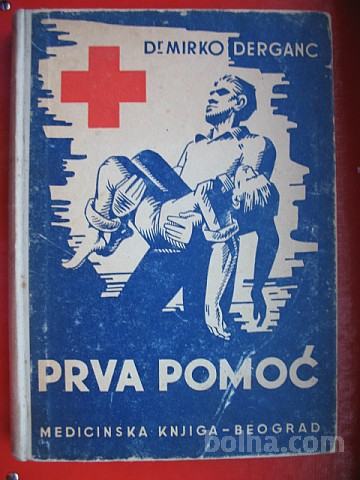 Dr MIRKO DERGANC
PRVA POMOĆ
MEDICINSKA KNJIGA - BEOGRAD
bolha.com